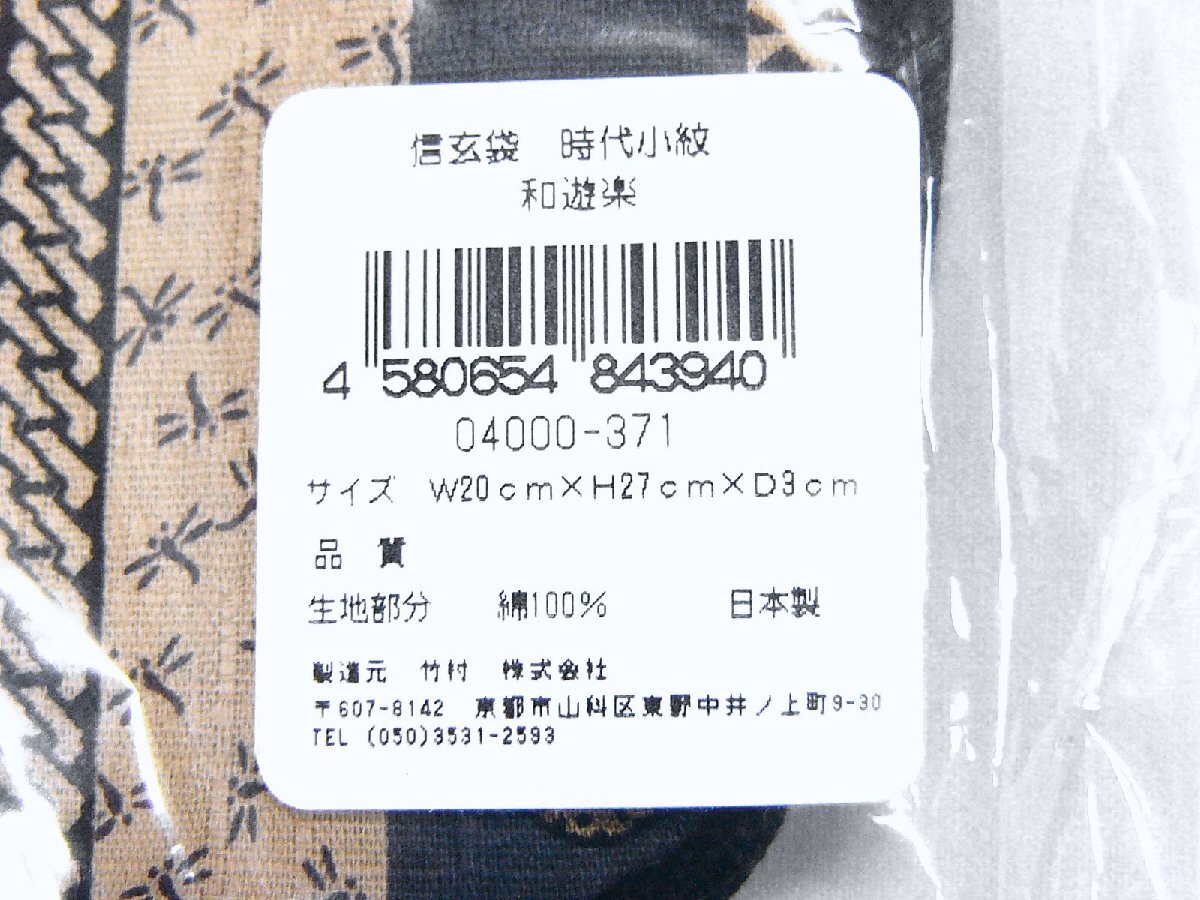 信玄袋　時代小紋
和遊楽
4 580654 843940
04000-371
サイズ　W20cm×H27cm×D3cm
品　質
生地部分　綿100%　日本製
製造元　竹村　株式会社
〒607-8142　京都市山科区東野中井ノ上町9-30
TEL (050)3531-2593